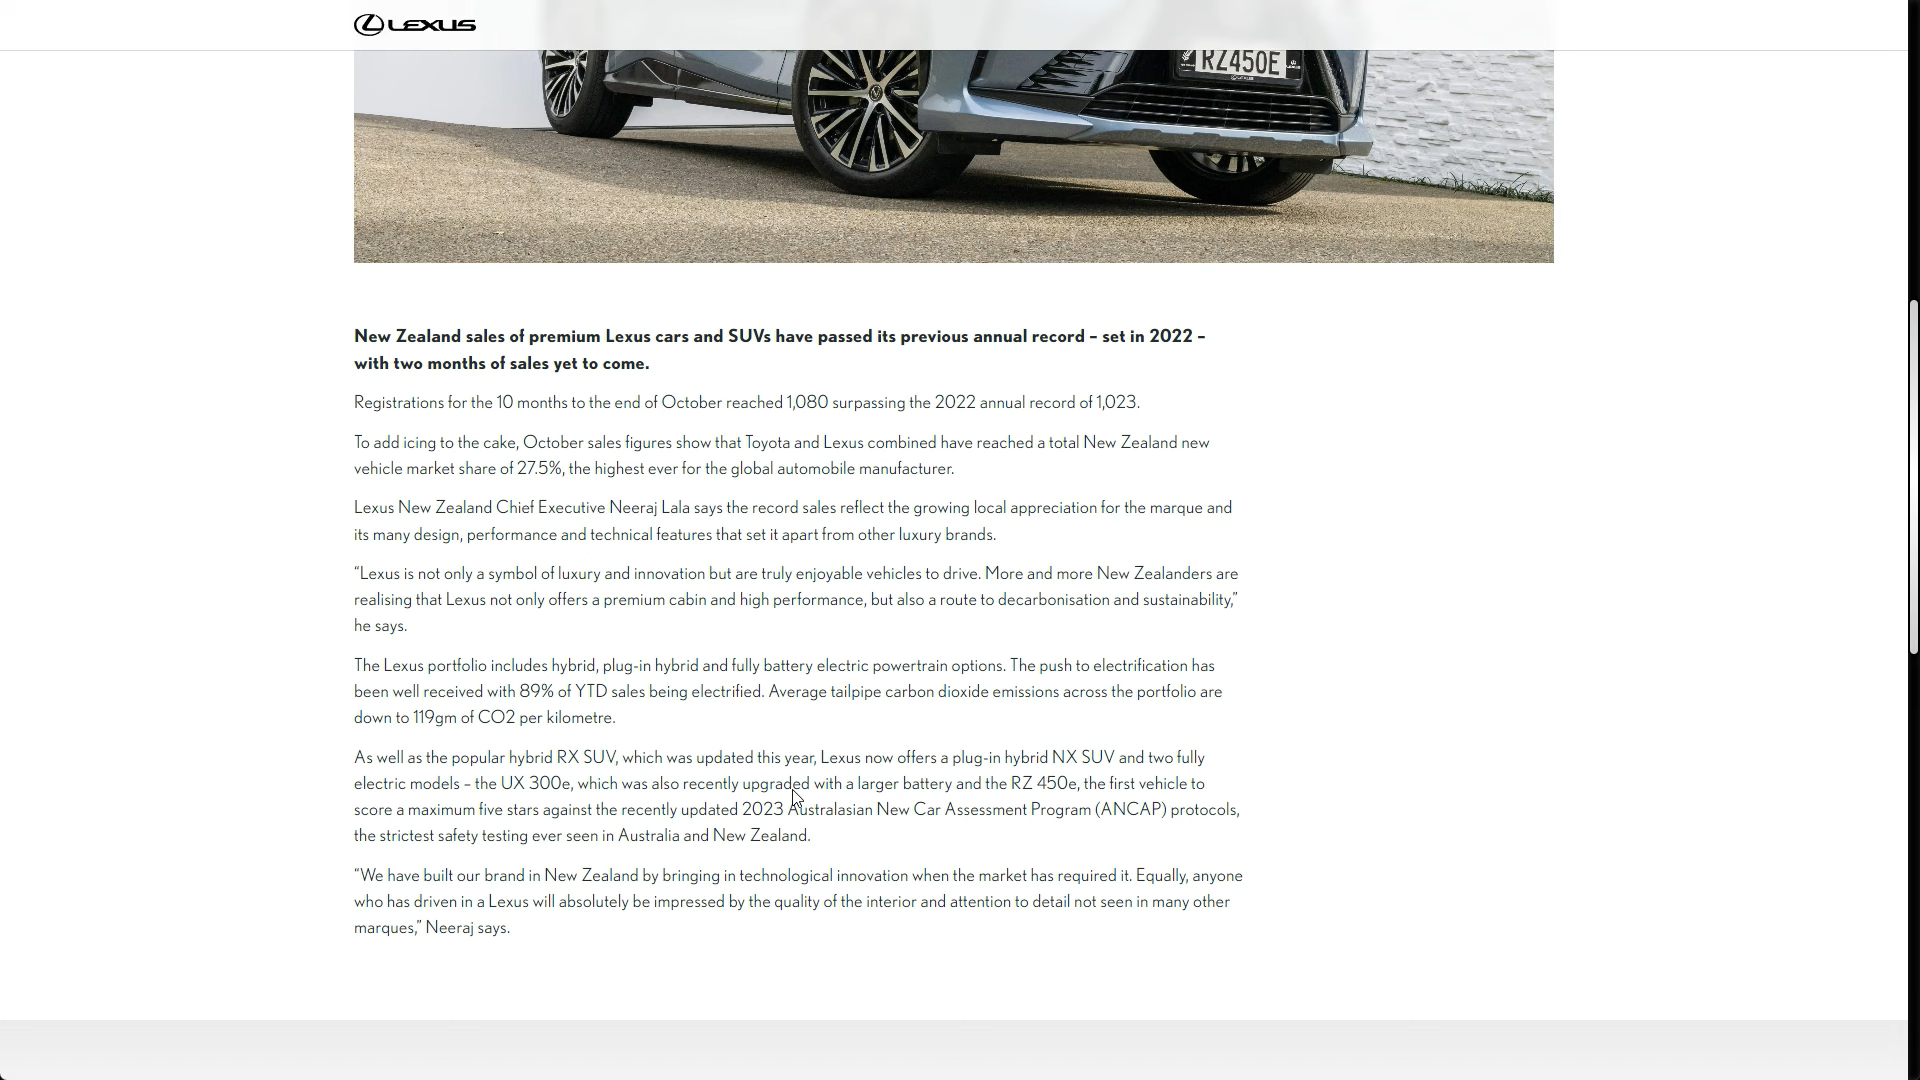 LEXUS
RZ450E
New Zealand sales of premium Lexus cars and SUVs have passed its previous annual record – set in 2022 –
with two months of sales yet to come.
Registrations for the 10 months to the end of October reached 1,080 surpassing the 2022 annual record of 1,023.
To add icing to the cake, October sales figures show that Toyota and Lexus combined have reached a total New Zealand new
vehicle market share of 27.5%, the highest ever for the global automobile manufacturer.
Lexus New Zealand Chief Executive Neeraj Lala says the record sales reflect the growing local appreciation for the marque and
its many design, performance and technical features that set it apart from other luxury brands.
“Lexus is not only a symbol of luxury and innovation but are truly enjoyable vehicles to drive. More and more New Zealanders are
realising that Lexus not only offers a premium cabin and high performance, but also a route to decarbonisation and sustainability,”
he says.
The Lexus portfolio includes hybrid, plug-in hybrid and fully battery electric powertrain options. The push to electrification has
been well received with 89% of YTD sales being electrified. Average tailpipe carbon dioxide emissions across the portfolio are
down to 119gm of CO2 per kilometre.
As well as the popular hybrid RX SUV, which was updated this year, Lexus now offers a plug-in hybrid NX SUV and two fully
electric models – the UX 300e, which was also recently upgraded with a larger battery and the RZ 450e, the first vehicle to
score a maximum five stars against the recently updated 2023 Australasian New Car Assessment Program (ANCAP) protocols,
the strictest safety testing ever seen in Australia and New Zealand.
“We have built our brand in New Zealand by bringing in technological innovation when the market has required it. Equally, anyone
who has driven in a Lexus will absolutely be impressed by the quality of the interior and attention to detail not seen in many other
marques,” Neeraj says.